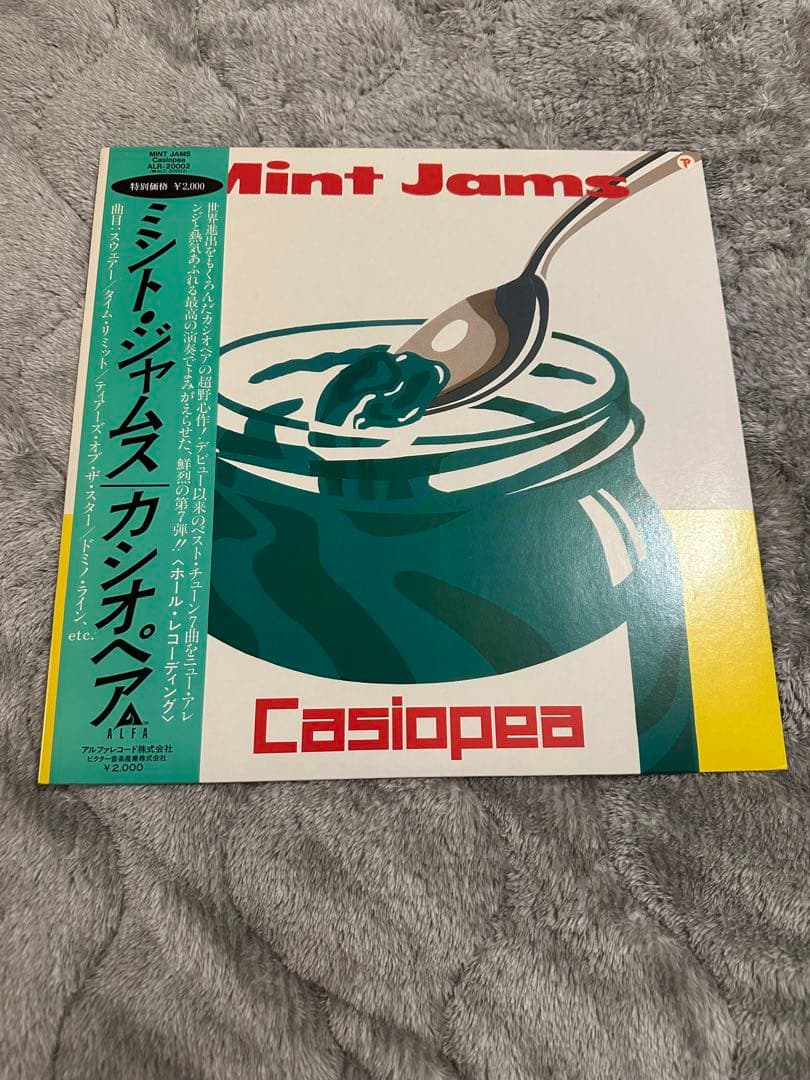 MINT JAMS
Casiopea
ALR-20002
特別価格 ¥2,000
Mint Jams
ミント・ジャムス/カシオペア
世界進出をもくろんだカシオペアの超野心作!デビュー以来のベスト・チューン7曲をニュー・アレ
ンジと熱気あふれる最高の演奏でよみがえらせた、鮮烈の第7弾!!〈ホール・レコーディング〉
曲目:スウェアー/タイム・リミット/ティアーズ・オブ・ザ・スター/ドミノ・ライン、
etc.
ALFA
アルファレコード株式会社
ビクター音楽産業株式会社
¥2,000
Casiopea